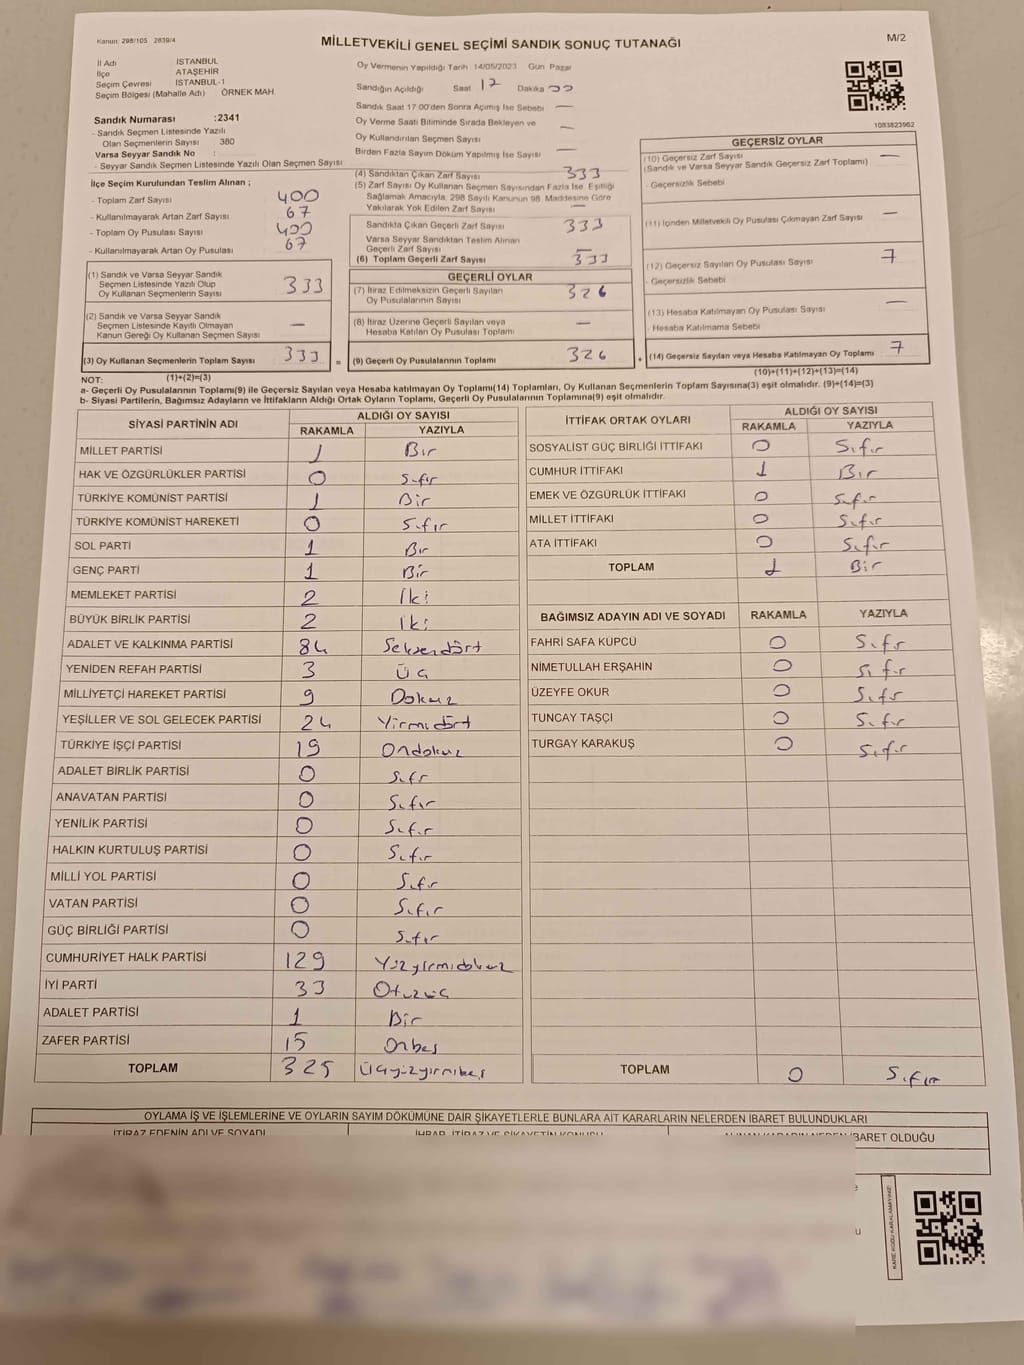 Kanun: 298/105 2839/4
MİLLETVEKİLİ GENEL SEÇİMİ SANDIK SONUÇ TUTANAĞI
M/2
İl Adı İSTANBUL
İlçe ATAŞEHİR
Seçim Çevresi İSTANBUL-1
Seçim Bölgesi (Mahalle Adı) ÖRNEK MAH.
Sandık Numarası :2341
- Sandık Seçmen Listesinde Yazılı
Olan Seçmenlerin Sayısı 380
Varsa Seyyar Sandık No :
- Seyyar Sandık Seçmen Listesinde Yazılı Olan Seçmen Sayısı:
İlçe Seçim Kurulundan Teslim Alınan ;
- Toplam Zarf Sayısı 400
- Kullanılmayarak Artan Zarf Sayısı 67
- Toplam Oy Pusulası Sayısı 400
- Kullanılmayarak Artan Oy Pusulası 67
(1) Sandık ve Varsa Seyyar Sandık
Seçmen Listesinde Yazılı Olup
Oy Kullanan Seçmenlerin Sayısı 333
(2) Sandık ve Varsa Seyyar Sandık
Seçmen Listesinde Kayıtlı Olmayan
Kanun Gereği Oy Kullanan Seçmen Sayısı —
(3) Oy Kullanan Seçmenlerin Toplam Sayısı 333 =
(1)+(2)=(3)
Oy Vermenin Yapıldığı Tarih 14/05/2023 Gün Pazar
Sandığın Açıldığı Saat 17 Dakika 00
Sandık Saat 17:00'den Sonra Açımış İse Sebebi —
Oy Verme Saati Bitiminde Sırada Bekleyen ve —
Oy Kullandırılan Seçmen Sayısı
Birden Fazla Sayım Döküm Yapılmış İse Sayısı —
(4) Sandıktan Çıkan Zarf Sayısı 333
(5) Zarf Sayısı Oy Kullanan Seçmen Sayısından Fazla İse, Eşitliği
Sağlamak Amacıyla, 298 Sayılı Kanunun 98. Maddesine Göre
Yakılarak Yok Edilen Zarf Sayısı —
Sandıkta Çıkan Geçerli Zarf Sayısı 333
Varsa Seyyar Sandıktan Teslim Alınan
Geçerli Zarf Sayısı —
(6) Toplam Geçerli Zarf Sayısı 333
GEÇERLİ OYLAR
(7) İtiraz Edilmeksizin Geçerli Sayılan
Oy Pusulalarının Sayısı 326
(8) İtiraz Üzerine Geçerli Sayılan veya
Hesaba Katılan Oy Pusulası Toplamı —
(9) Geçerli Oy Pusulalarının Toplamı 326 +
1083823962
GEÇERSİZ OYLAR
(10) Geçersiz Zarf Sayısı —
(Sandık ve Varsa Seyyar Sandık Geçersiz Zarf Toplamı)
- Geçersizlik Sebebi
(11) İçinden Milletvekili Oy Pusulası Çıkmayan Zarf Sayısı —
(12) Geçersiz Sayılan Oy Pusulası Sayısı 7
- Geçersizlik Sebebi
(13) Hesaba Katılmayan Oy Pusulası Sayısı —
- Hesaba Katılmama Sebebi
(14) Geçersiz Sayılan veya Hesaba Katılmayan Oy Toplamı 7
(10)+(11)+(12)+(13)=(14)
NOT:
a- Geçerli Oy Pusulalarının Toplamı(9) ile Geçersiz Sayılan veya Hesaba katılmayan Oy Toplamı(14) Toplamları, Oy Kullanan Seçmenlerin Toplam Sayısına(3) eşit olmalıdır. (9)+(14)=(3)
b- Siyasi Partilerin, Bağımsız Adayların ve İttifakların Aldığı Ortak Oyların Toplamı, Geçerli Oy Pusulalarının Toplamına(9) eşit olmalıdır.
SİYASİ PARTİNİN ADI ALDIĞI OY SAYISI
RAKAMLA YAZIYLA
MİLLET PARTİSİ 1 Bir
HAK VE ÖZGÜRLÜKLER PARTİSİ 0 Sıfır
TÜRKİYE KOMÜNİST PARTİSİ 1 Bir
TÜRKİYE KOMÜNİST HAREKETİ 0 Sıfır
SOL PARTİ 1 Bir
GENÇ PARTİ 1 Bir
MEMLEKET PARTİSİ 2 İki
BÜYÜK BİRLİK PARTİSİ 2 İki
ADALET VE KALKINMA PARTİSİ 84 Seksendört
YENİDEN REFAH PARTİSİ 3 Üç
MİLLİYETÇİ HAREKET PARTİSİ 9 Dokuz
YEŞİLLER VE SOL GELECEK PARTİSİ 24 Yirmidört
TÜRKİYE İŞÇİ PARTİSİ 19 Ondokuz
ADALET BİRLİK PARTİSİ 0 Sıfır
ANAVATAN PARTİSİ 0 Sıfır
YENİLİK PARTİSİ 0 Sıfır
HALKIN KURTULUŞ PARTİSİ 0 Sıfır
MİLLİ YOL PARTİSİ 0 Sıfır
VATAN PARTİSİ 0 Sıfır
GÜÇ BİRLİĞİ PARTİSİ 0 Sıfır
CUMHURİYET HALK PARTİSİ 129 Yüzyirmidokuz
İYİ PARTİ 33 Otuzüç
ADALET PARTİSİ 1 Bir
ZAFER PARTİSİ 15 Onbeş
TOPLAM 325 Üçyüzyirmibeş
İTTİFAK ORTAK OYLARI ALDIĞI OY SAYISI
RAKAMLA YAZIYLA
SOSYALİST GÜÇ BİRLİĞİ İTTİFAKI 0 Sıfır
CUMHUR İTTİFAKI 1 Bir
EMEK VE ÖZGÜRLÜK İTTİFAKI 0 Sıfır
MİLLET İTTİFAKI 0 Sıfır
ATA İTTİFAKI 0 Sıfır
TOPLAM 1 Bir
BAĞIMSIZ ADAYIN ADI VE SOYADI RAKAMLA YAZIYLA
FAHRİ SAFA KÜPCÜ 0 Sıfır
NİMETULLAH ERŞAHİN 0 Sıfır
ÜZEYFE OKUR 0 Sıfır
TUNCAY TAŞÇI 0 Sıfır
TURGAY KARAKUŞ 0 Sıfır
TOPLAM 0 Sıfır
OYLAMA İŞ VE İŞLEMLERİNE VE OYLARIN SAYIM DÖKÜMÜNE DAİR ŞİKAYETLERLE BUNLARA AİT KARARLARIN NELERDEN İBARET BULUNDUKLARI
İTİRAZ EDENİN ADI VE SOYADI
İBARET OLDUĞU
KARE KODU KARALAMAYINIZ!